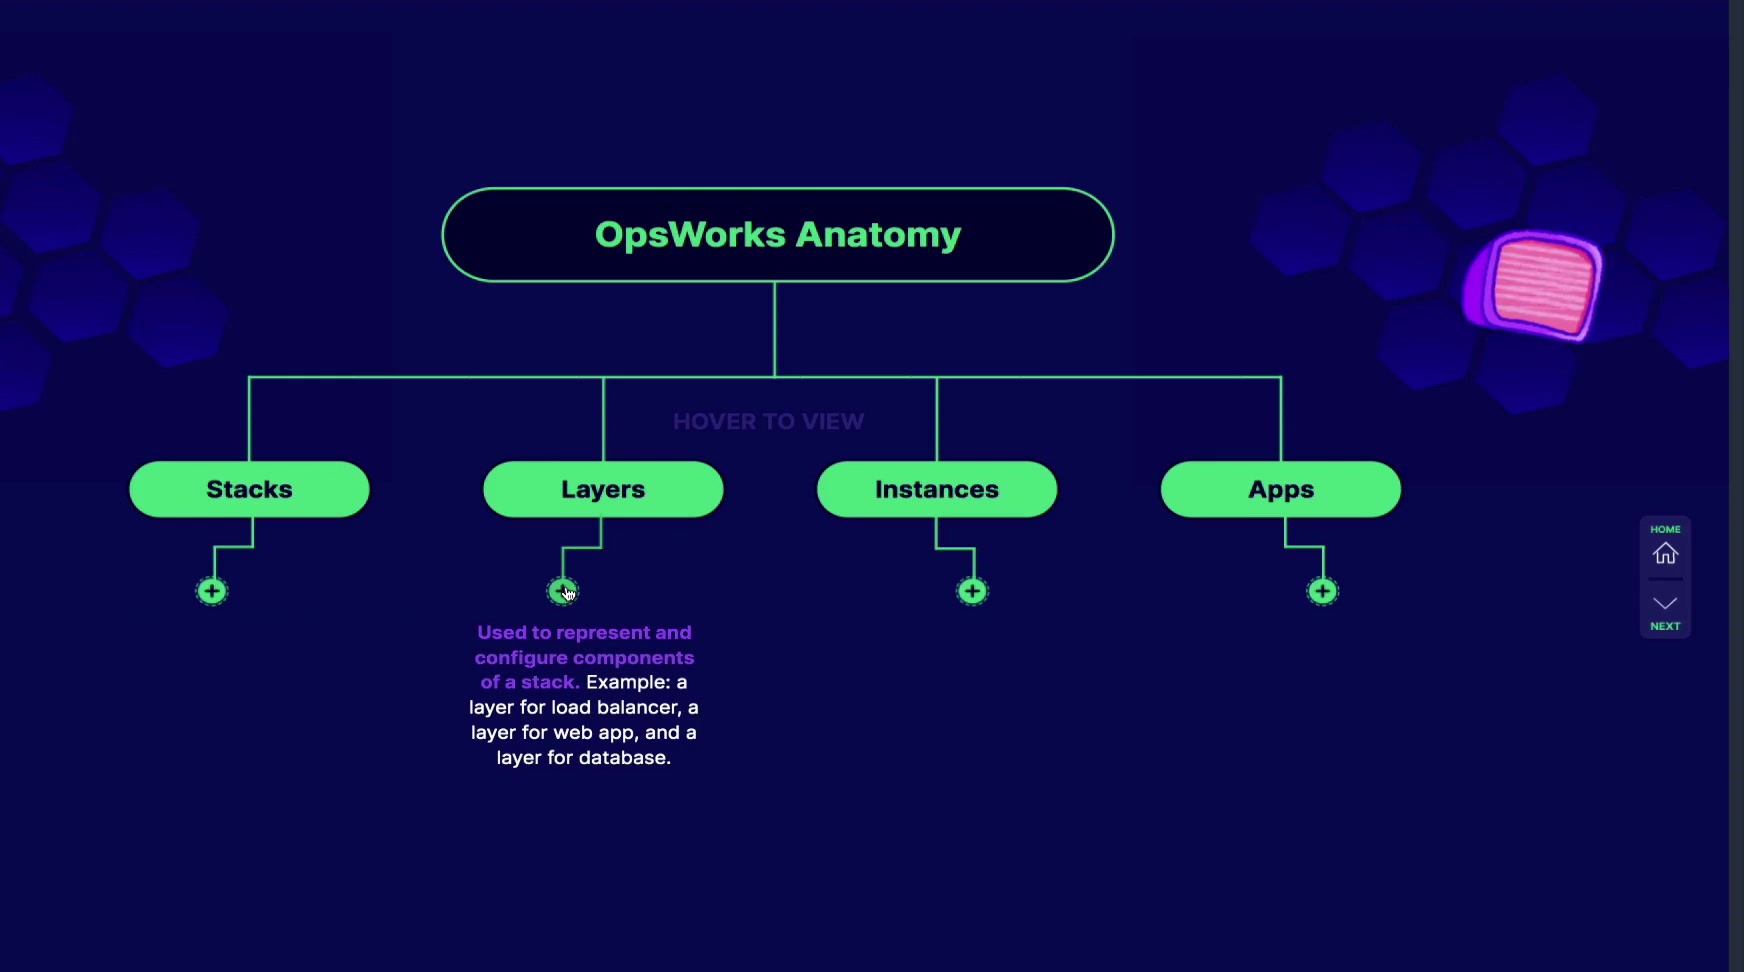 OpsWorks Anatomy
HOVER TO VIEW
Stacks
Layers
Instances
Apps
Used to represent and
configure components
of a stack. Example: a
layer for load balancer, a
layer for web app, and a
layer for database.
HOME
NEXT